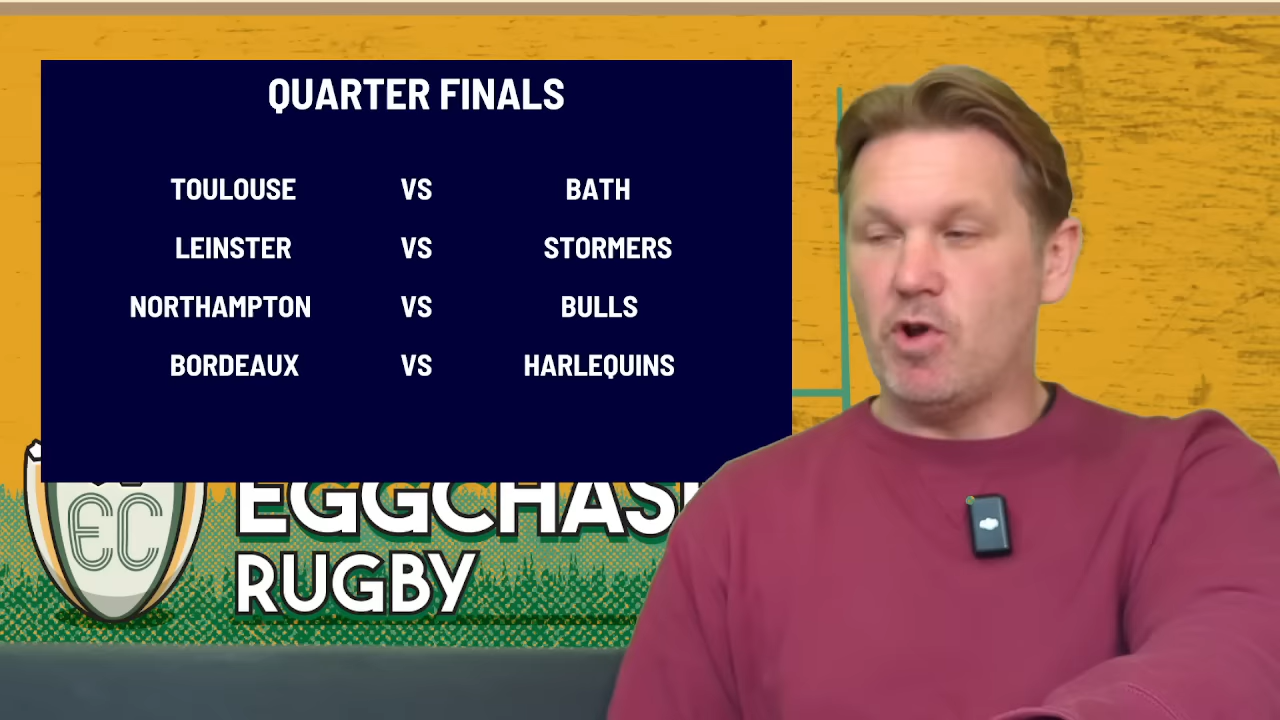 QUARTER FINALS
TOULOUSE VS BATH
LEINSTER VS STORMERS
NORTHAMPTON VS BULLS
BORDEAUX VS HARLEQUINS
EC
EGGCHAS
RUGBY